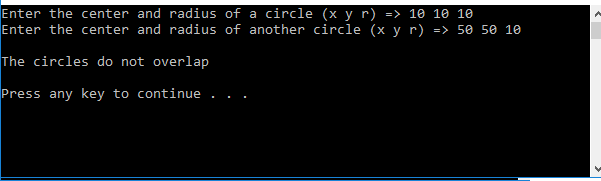 Enter the center and radius of a circle (x y r) => 10 10 10
Enter the center and radius of another circle (x y r) => 50 50 10
The circles do not overlap
Press any key to continue . . .